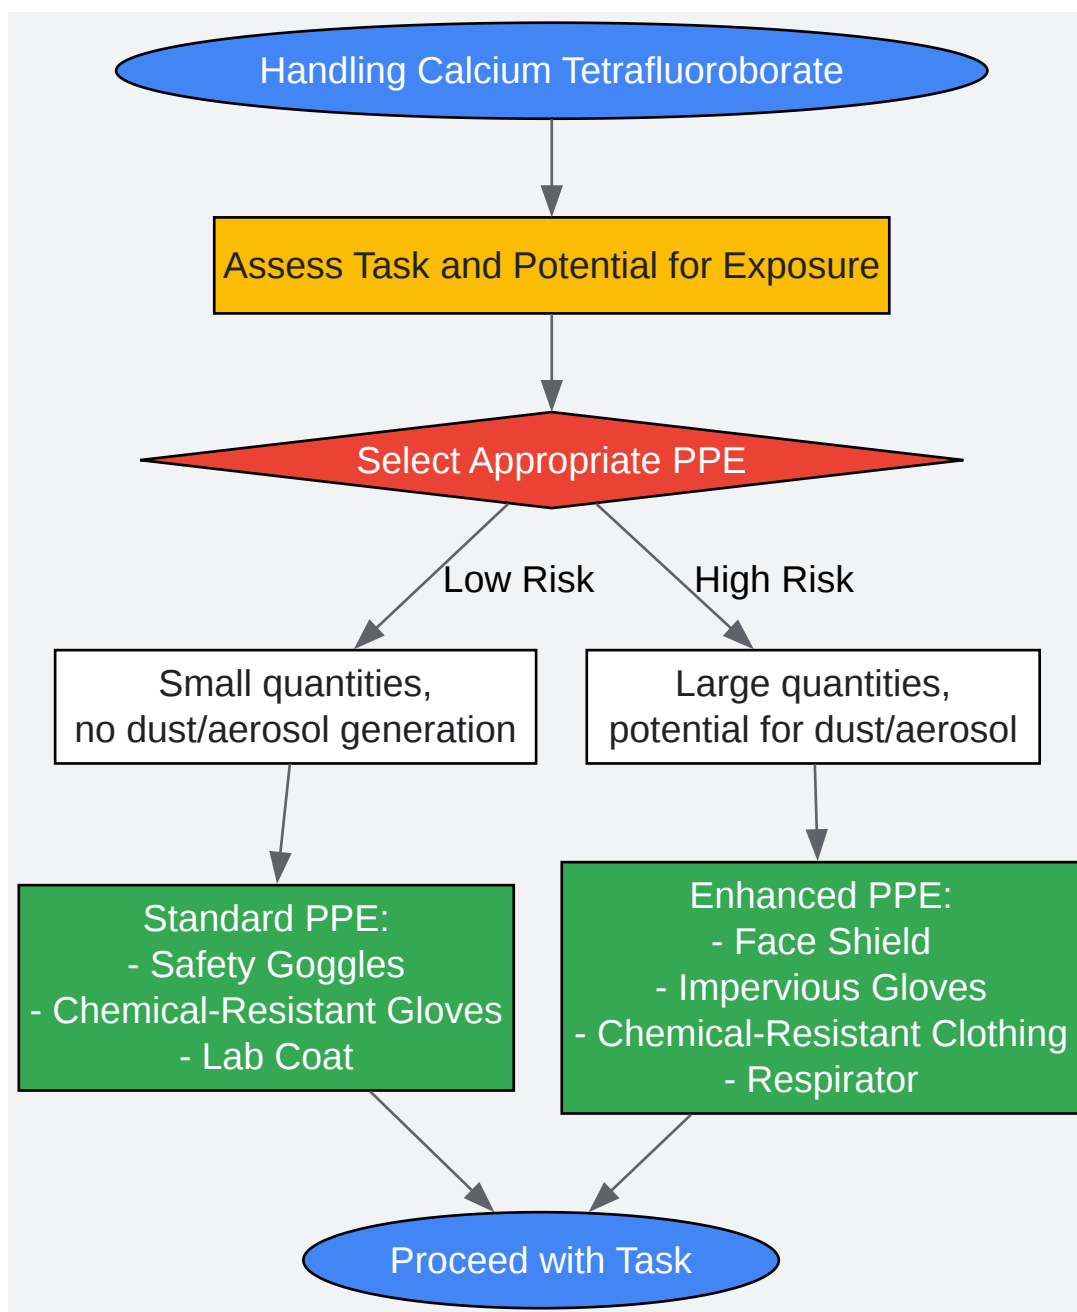 Handling Calcium Tetrafluoroborate
Assess Task and Potential for Exposure
Select Appropriate PPE
Low Risk
High Risk
Small quantities,
no dust/aerosol generation
Large quantities,
potential for dust/aerosol
Standard PPE:
- Safety Goggles
- Chemical-Resistant Gloves
- Lab Coat
Enhanced PPE:
- Face Shield
- Impervious Gloves
- Chemical-Resistant Clothing
- Respirator
Proceed with Task